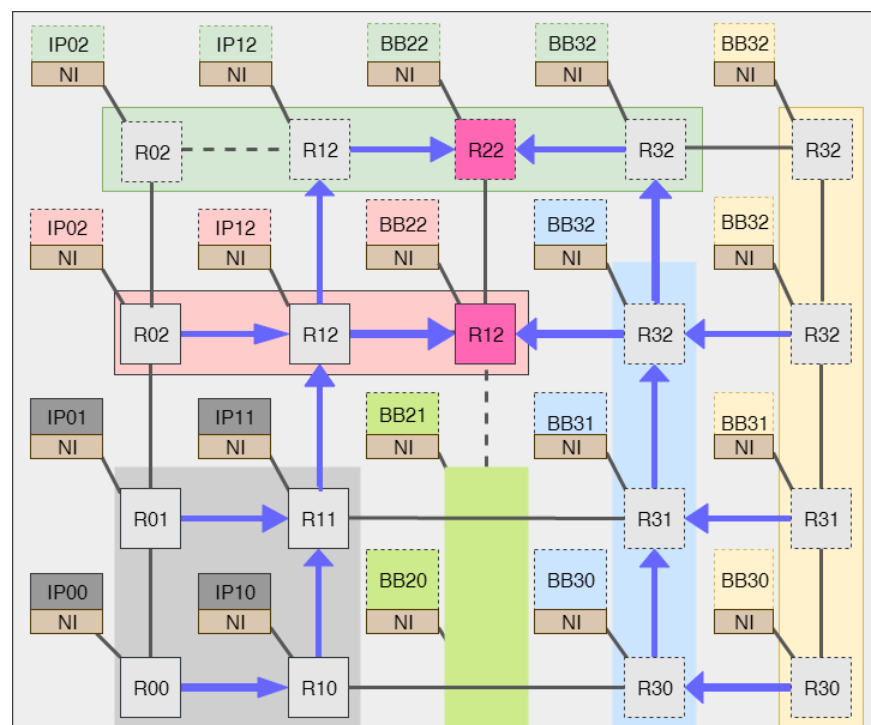 IP02 IP12 BB22 BB32 BB32
NI NI NI NI NI
R02 R12 R22 R32 R32
IP02 IP12 BB22 BB32 BB32
NI NI NI NI NI
R02 R12 R12 R32 R32
IP01 IP11 BB21 BB31 BB31
NI NI NI NI NI
R01 R11 R31 R31
IP00 IP10 BB20 BB30 BB30
NI NI NI NI NI
R00 R10 R30 R30